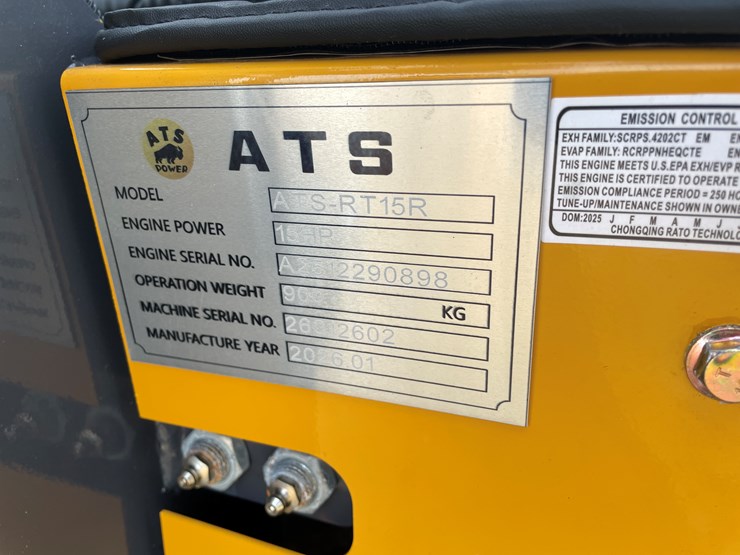 ATS
POWER
ATS
MODEL ATS-RT15R
ENGINE POWER
ENGINE SERIAL NO.
OPERATION WEIGHT KG
MACHINE SERIAL NO.
MANUFACTURE YEAR 2026.01
EMISSION CONTROL
EXH FAMILY:SCRPS.4202CT EM
EVAP FAMILY: RCRPPNHEQCTE
THIS ENGINE MEETS U.S.EPA EXH/EVP
THIS ENGINE IS CERTIFIED TO OPERATE
EMISSION COMPLIANCE PERIOD = 250
TUNE-UP/MAINTENANCE SHOWN IN
DOM:2025 J F M A M J
CHONGQING RATO